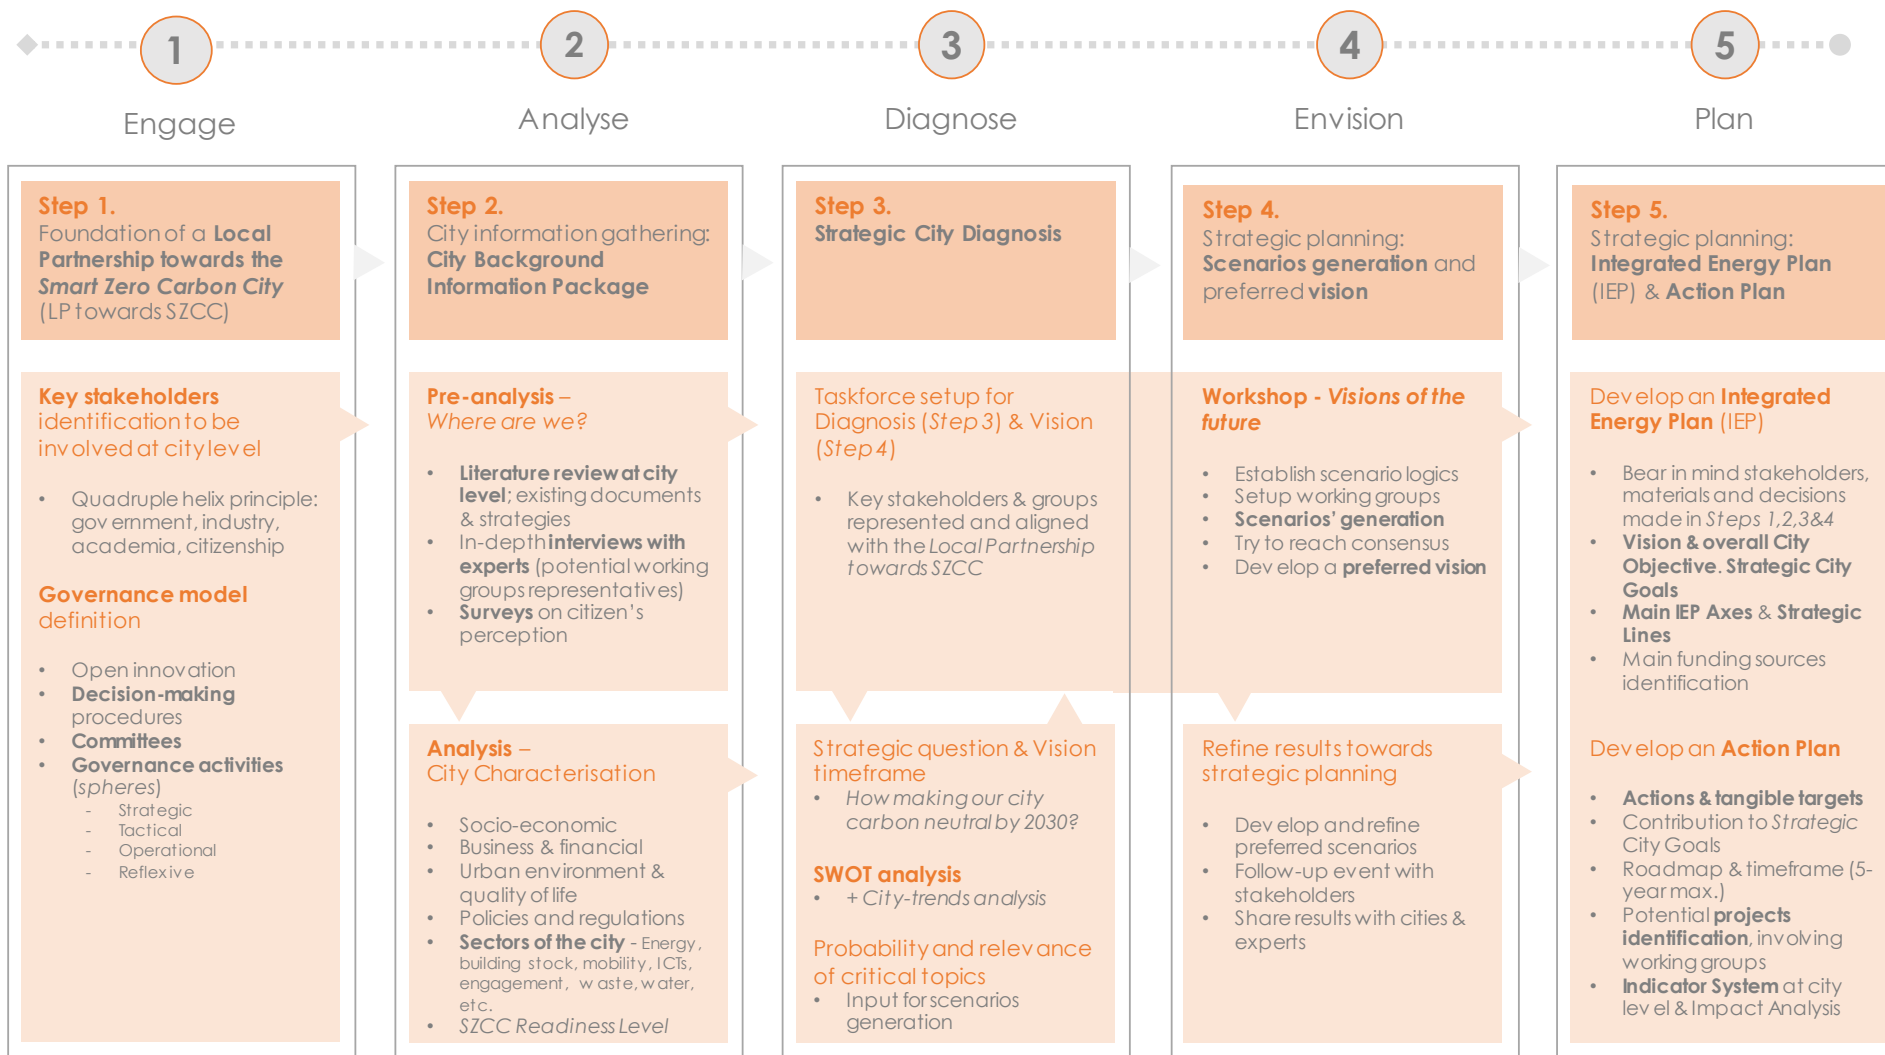 1
2
3
4
5
Engage
Analyse
Diagnose
Envision
Plan
Step 1.
Foundation of a Local
Partnership towards the
Smart Zero Carbon City
(LP towards SZCC)
Key stakeholders
identification to be
involved at city level
• Quadruple helix principle:
government, industry,
academia, citizenship
Governance model
definition
• Open innovation
• Decision-making
procedures
• Committees
• Governance activities
(spheres)
- Strategic
- Tactical
- Operational
- Reflexive
Step 2.
City information gathering:
City Background
Information Package
Pre-analysis –
Where are we?
• Literature review at city
level; existing documents
& strategies
• In-depth interviews with
experts (potential working
groups representatives)
• Surveys on citizen's
perception
Analysis –
City Characterisation
• Socio-economic
• Business & financial
• Urban environment &
quality of life
• Policies and regulations
• Sectors of the city - Energy,
building stock, mobility, ICTs,
engagement, waste, water,
etc.
• SZCC Readiness Level
Step 3.
Strategic City Diagnosis
Taskforce setup for
Diagnosis (Step 3) & Vision
(Step 4)
• Key stakeholders & groups
represented and aligned
with the Local Partnership
towards SZCC
Strategic question & Vision
timeframe
• How making our city
carbon neutral by 2030?
SWOT analysis
• + City-trends analysis
Probability and relevance
of critical topics
• Input for scenarios
generation
Step 4.
Strategic planning:
Scenarios generation and
preferred vision
Workshop - Visions of the
future
• Establish scenario logics
• Setup working groups
• Scenarios' generation
• Try to reach consensus
• Develop a preferred vision
Refine results towards
strategic planning
• Develop and refine
preferred scenarios
• Follow-up event with
stakeholders
• Share results with cities &
experts
Step 5.
Strategic planning:
Integrated Energy Plan
(IEP) & Action Plan
Develop an Integrated
Energy Plan (IEP)
• Bear in mind stakeholders,
materials and decisions
made in Steps 1,2,3&4
• Vision & overall City
Objective. Strategic City
Goals
• Main IEP Axes & Strategic
Lines
• Main funding sources
identification
Develop an Action Plan
• Actions & tangible targets
• Contribution to Strategic
City Goals
• Roadmap & timeframe (5-
year max.)
• Potential projects
identification, involving
working groups
• Indicator System at city
level & Impact Analysis